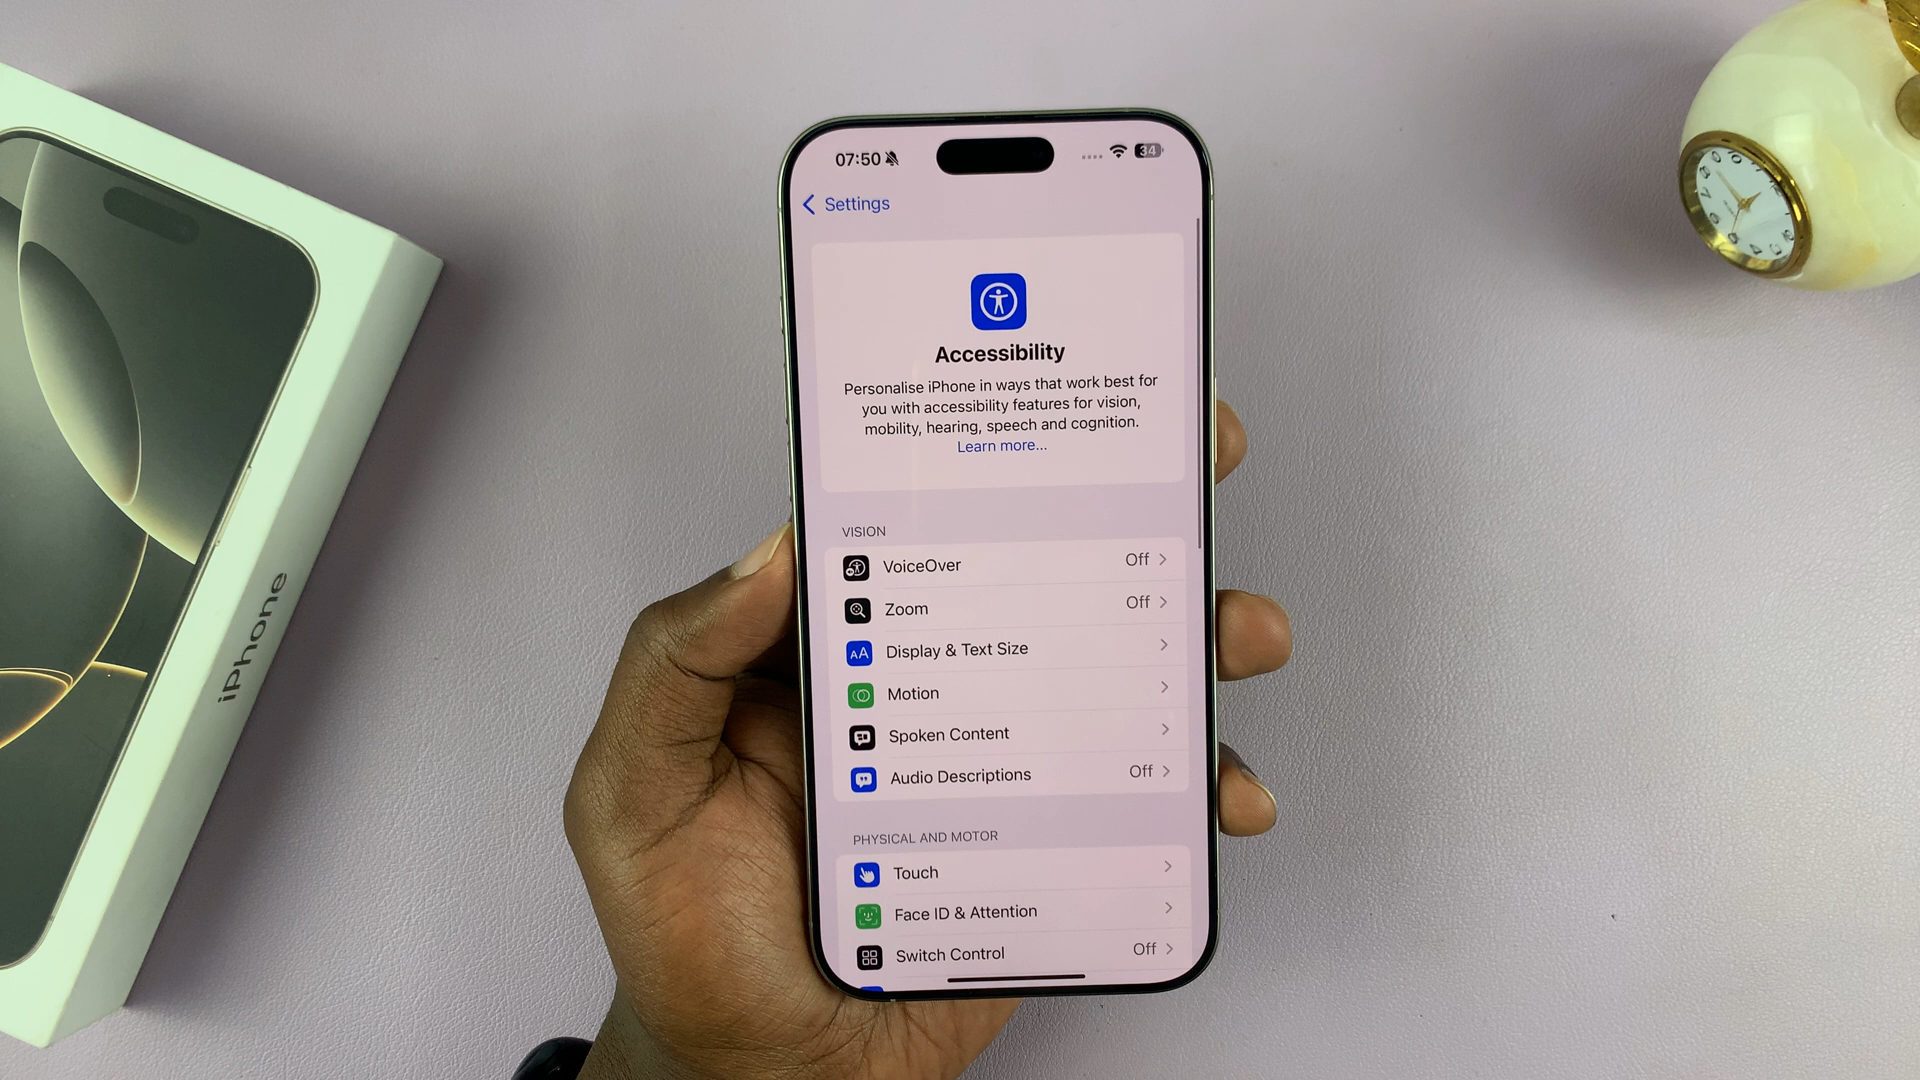 07:50
34
Settings
Accessibility
Personalise iPhone in ways that work best for
you with accessibility features for vision,
mobility, hearing, speech and cognition.
Learn more...
VISION
VoiceOver Off
Zoom Off
AA Display & Text Size
Motion
Spoken Content
Audio Descriptions Off
PHYSICAL AND MOTOR
Touch
Face ID & Attention
Switch Control Off
iPhone